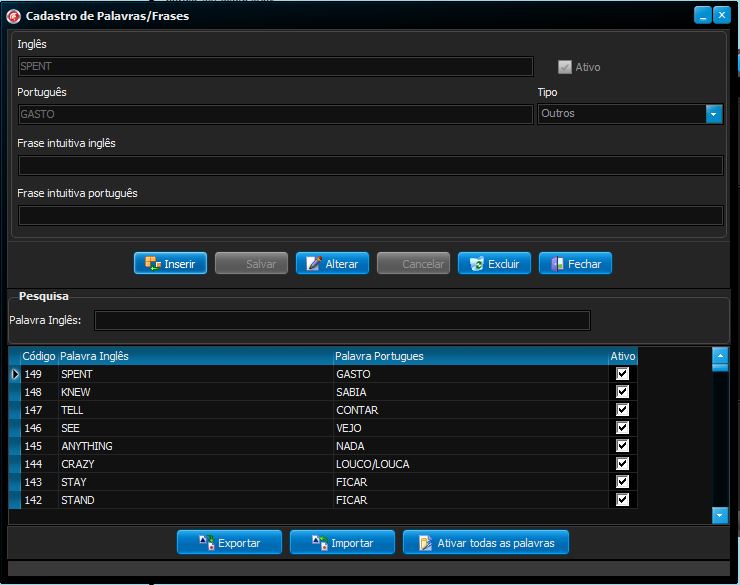 Cadastro de Palavras/Frases
Inglês
SPENT
Ativo
Português
Tipo
GASTO
Outros
Frase intuitiva inglês
Frase intuitiva português
Inserir Salvar Alterar Cancelar Excluir Fechar
Pesquisa
Palavra Inglês:
Código Palavra Inglês Palavra Portugues Ativo
149 SPENT GASTO
148 KNEW SABIA
147 TELL CONTAR
146 SEE VEJO
145 ANYTHING NADA
144 CRAZY LOUCO/LOUCA
143 STAY FICAR
142 STAND FICAR
Exportar Importar Ativar todas as palavras